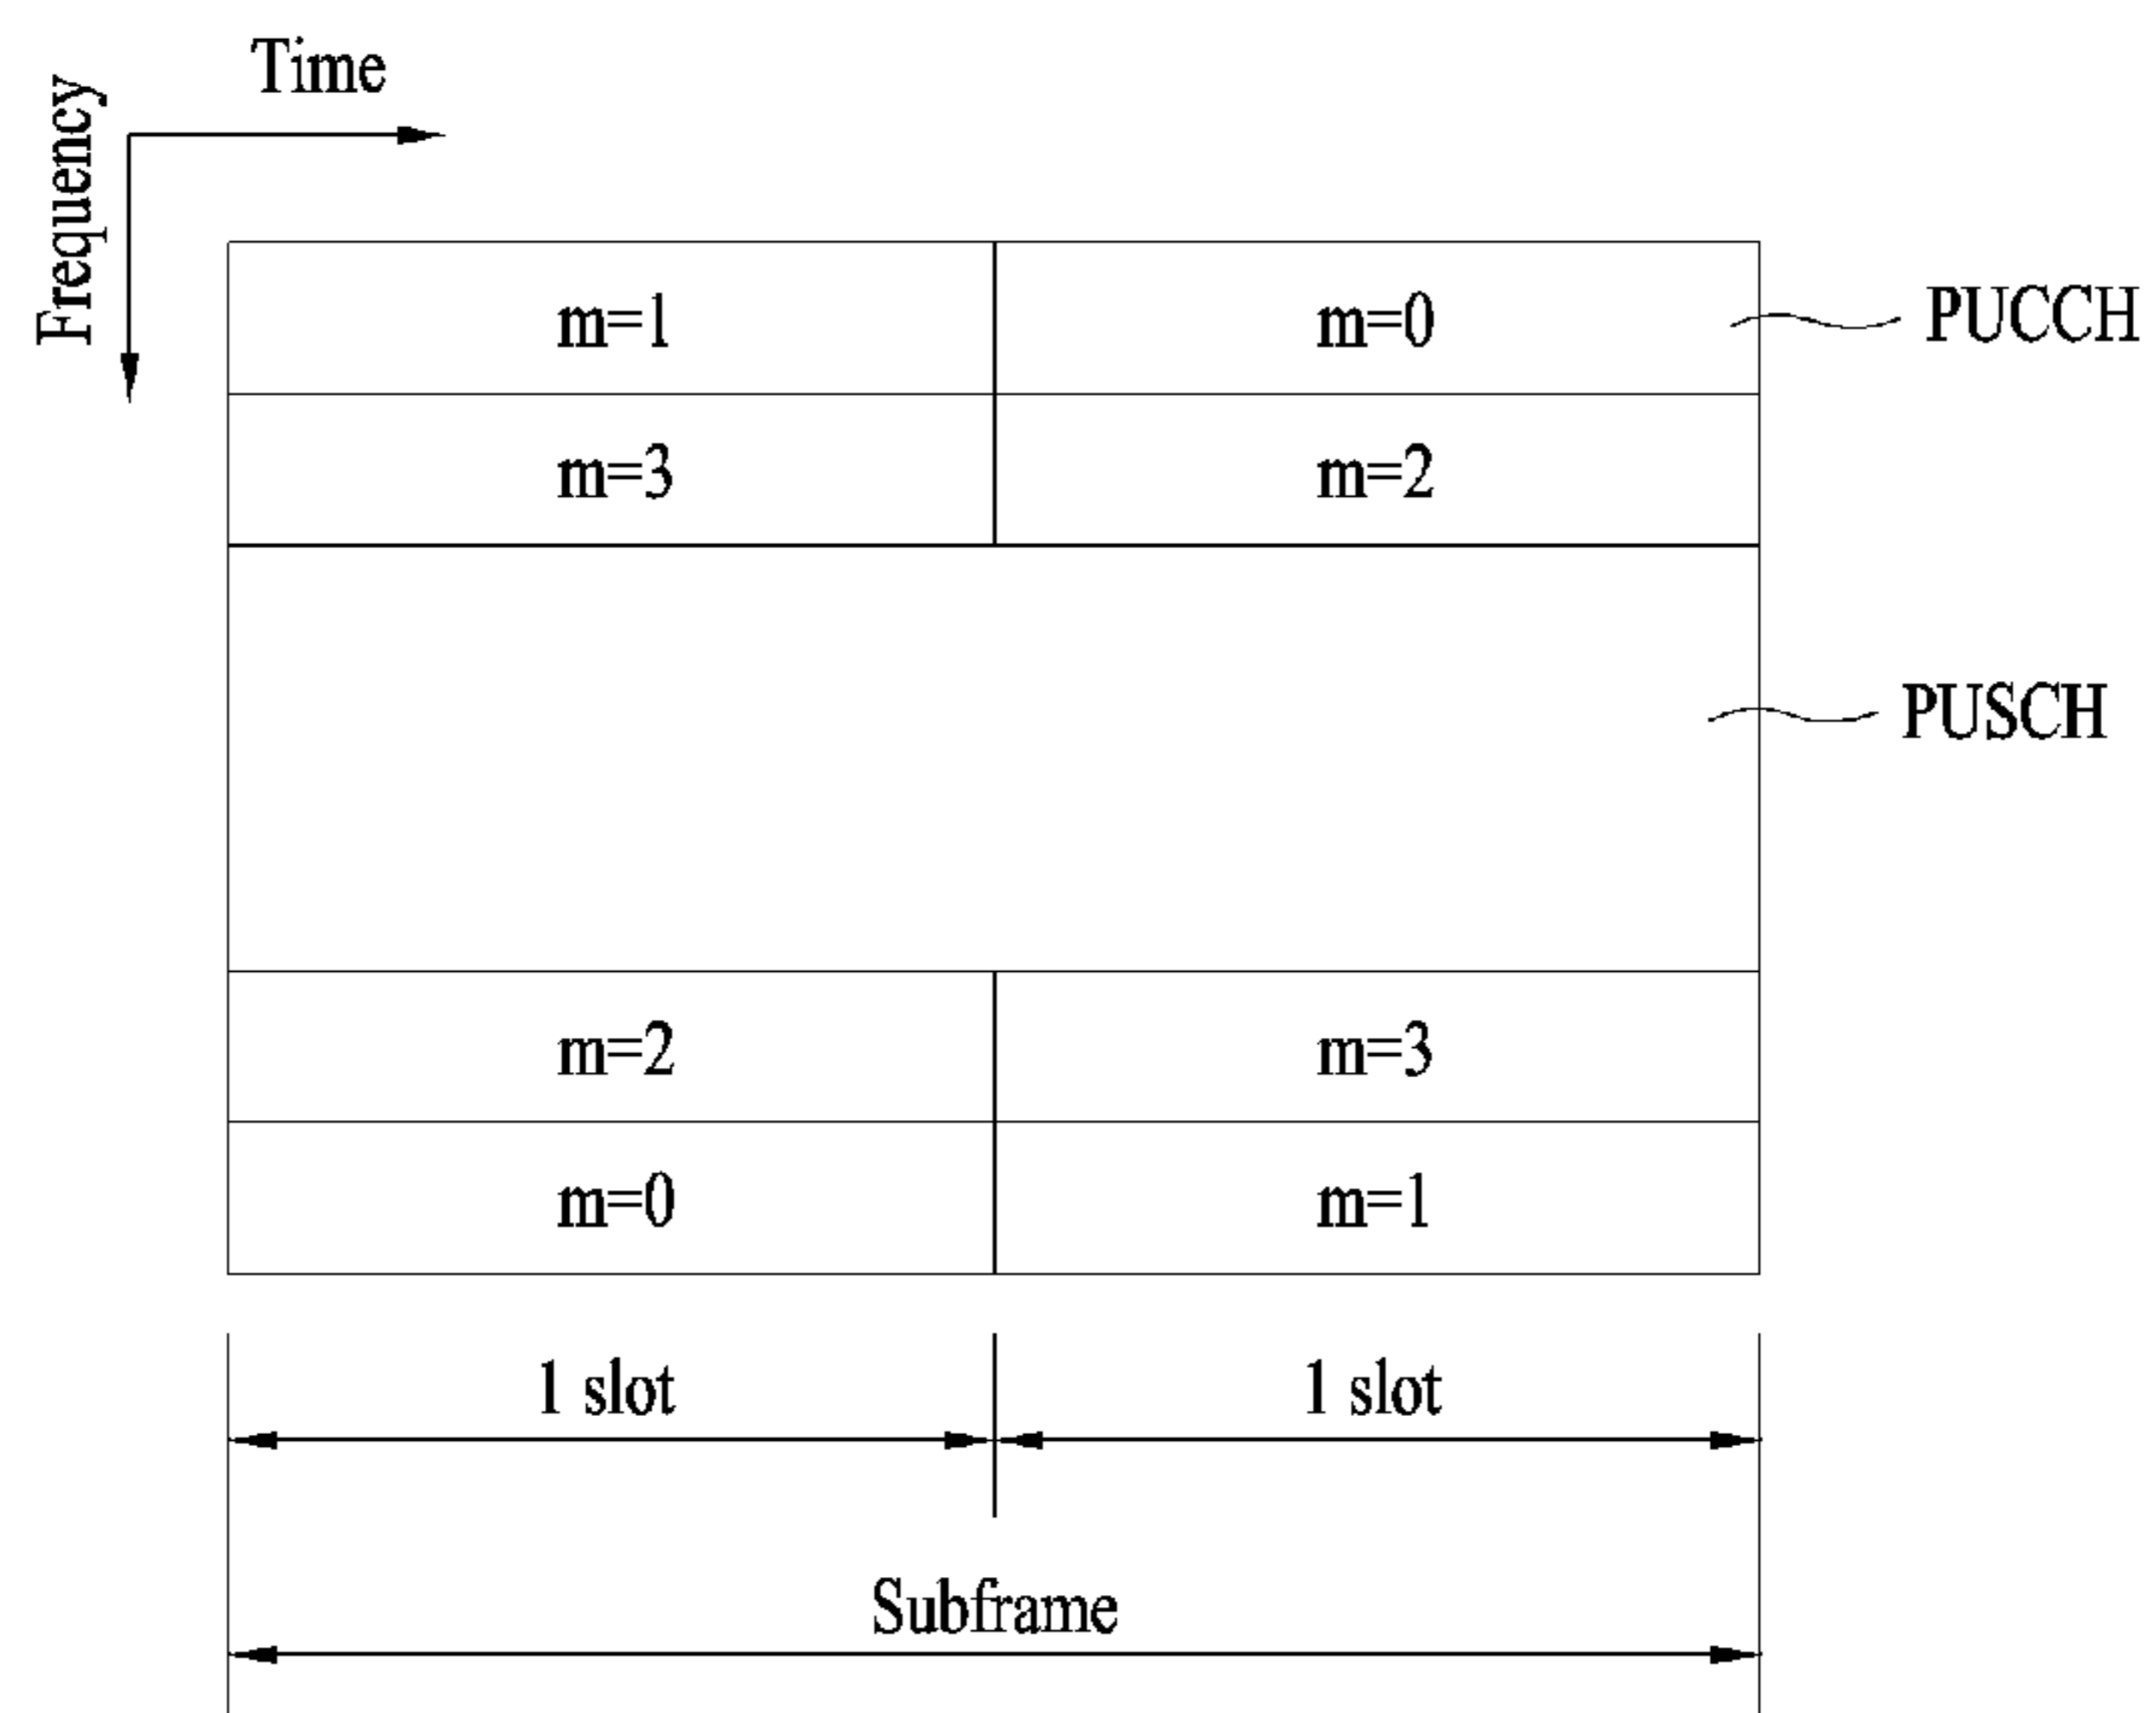 Time
Frequency
m=1 m=0 PUCCH
m=3 m=2
PUSCH
m=2 m=3
m=0 m=1
1 slot 1 slot
Subframe